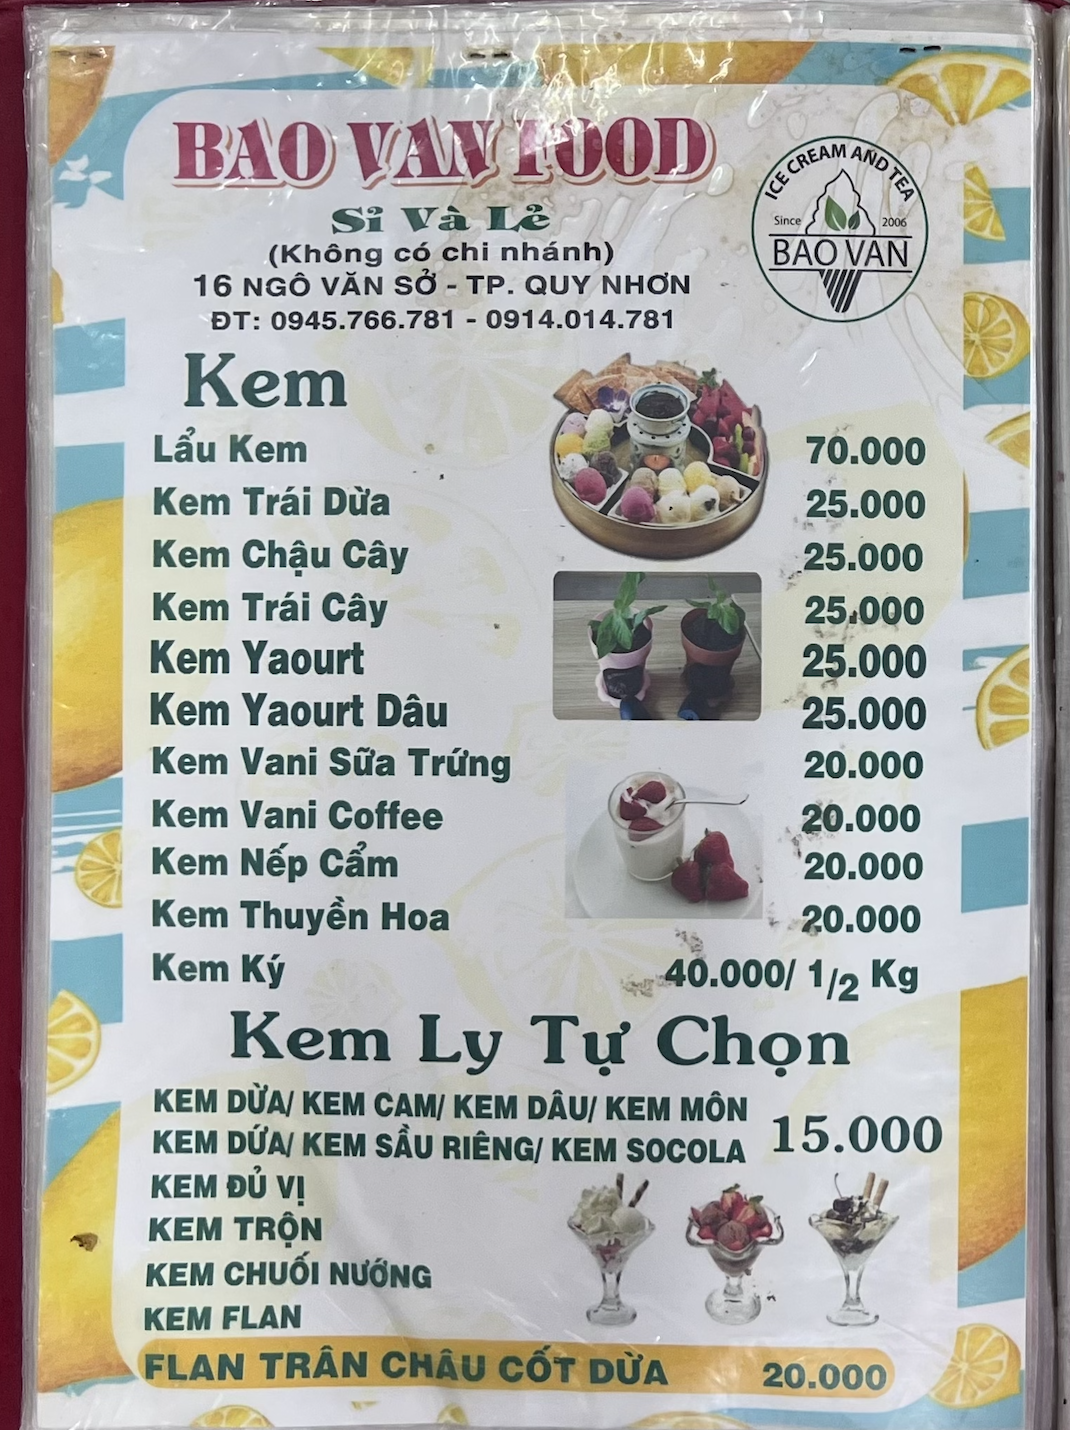 BAO VAN FOOD
Sỉ Và Lẻ
(Không có chi nhánh)
16 NGÔ VĂN SỞ - TP. QUY NHƠN
ĐT: 0945.766.781 - 0914.014.781
ICE CREAM AND TEA
Since 2006
BAO VAN
Kem
Lẩu Kem 70.000
Kem Trái Dừa 25.000
Kem Chậu Cây 25.000
Kem Trái Cây 25.000
Kem Yaourt 25.000
Kem Yaourt Dâu 25.000
Kem Vani Sữa Trứng 20.000
Kem Vani Coffee 20.000
Kem Nếp Cẩm 20.000
Kem Thuyền Hoa 20.000
Kem Ký 40.000/ 1/2 Kg
Kem Ly Tự Chọn
KEM DỪA/ KEM CAM/ KEM DÂU/ KEM MÔN
KEM DỨA/ KEM SẦU RIÊNG/ KEM SOCOLA 15.000
KEM ĐỦ VỊ
KEM TRỘN
KEM CHUỐI NƯỚNG
KEM FLAN
FLAN TRÂN CHÂU CỐT DỪA 20.000